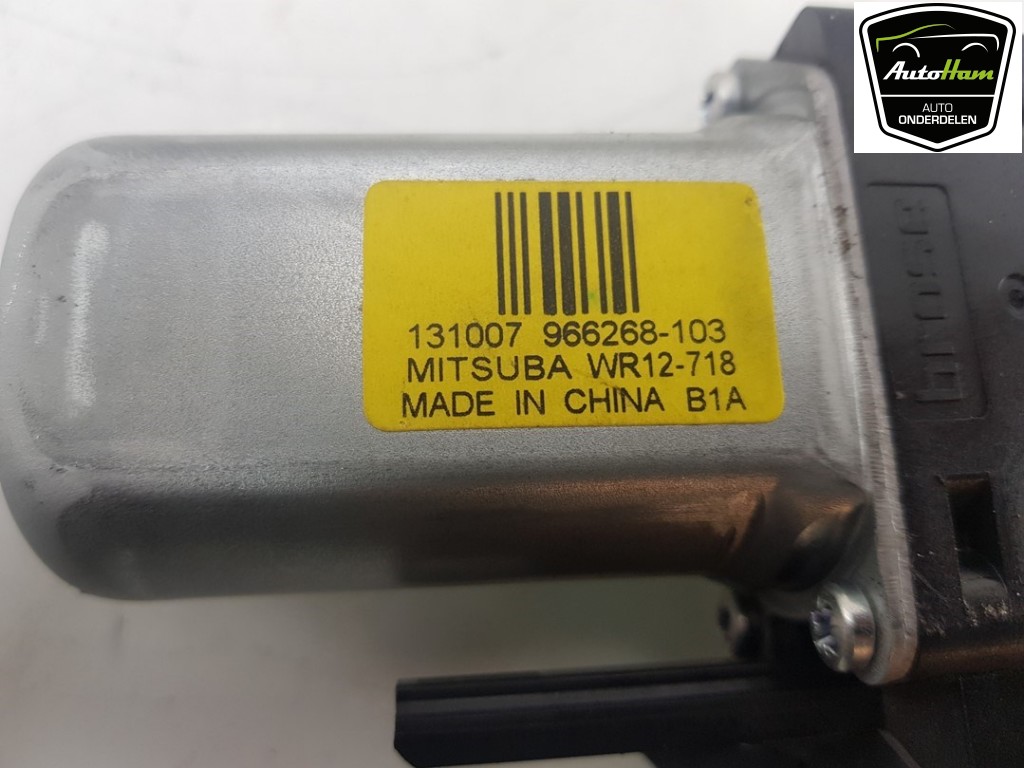 AutoHam
AUTO
ONDERDELEN
131007 966268-103
MITSUBA WR12-718
MADE IN CHINA B1A